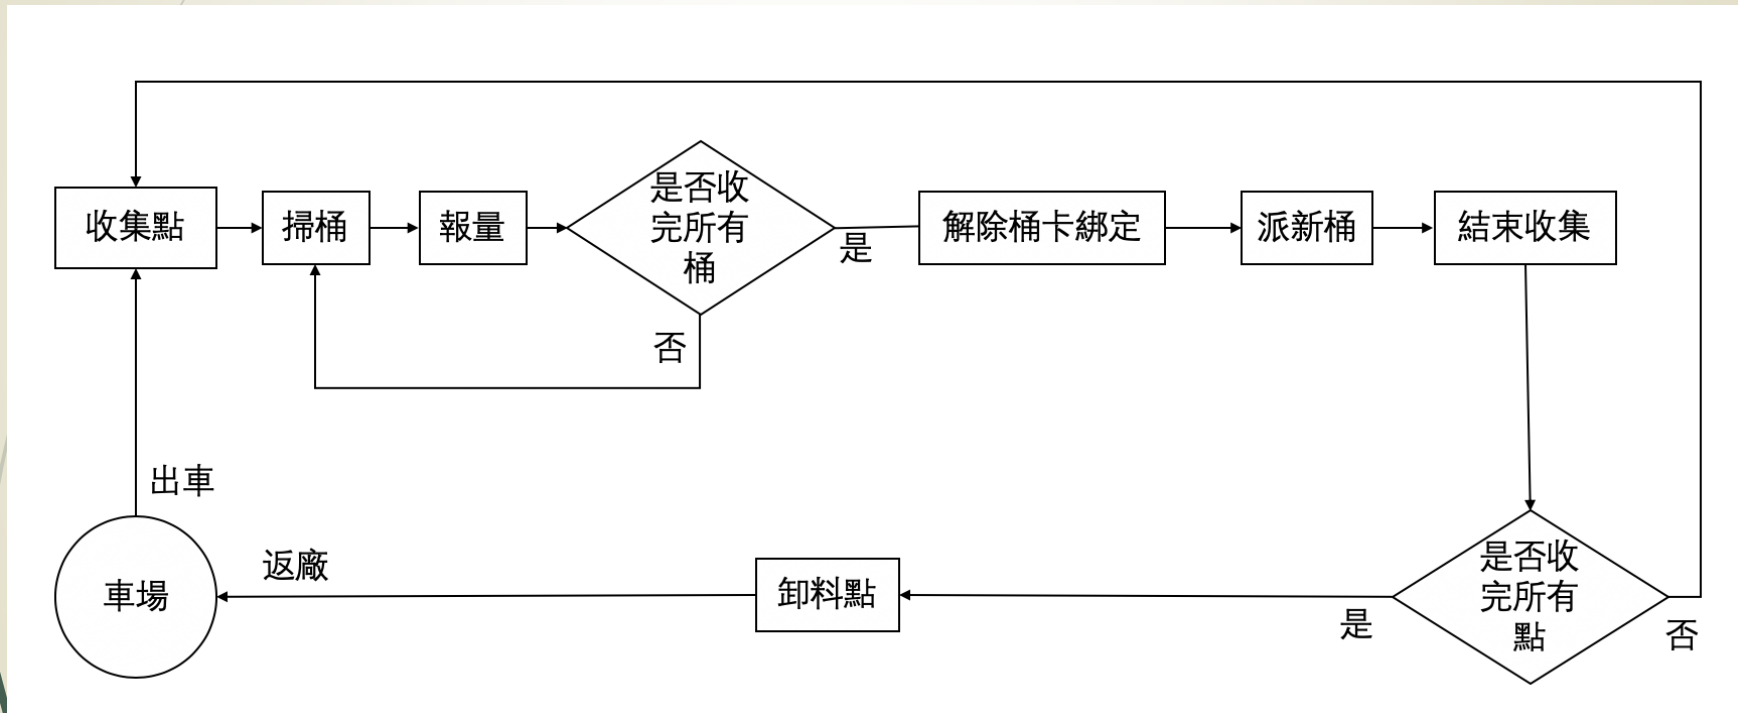 收集點
掃桶
報量
是否收
完所有
桶
是
否
解除桶卡綁定
派新桶
結束收集
出車
車場
返廠
卸料點
是
是否收
完所有
點
否